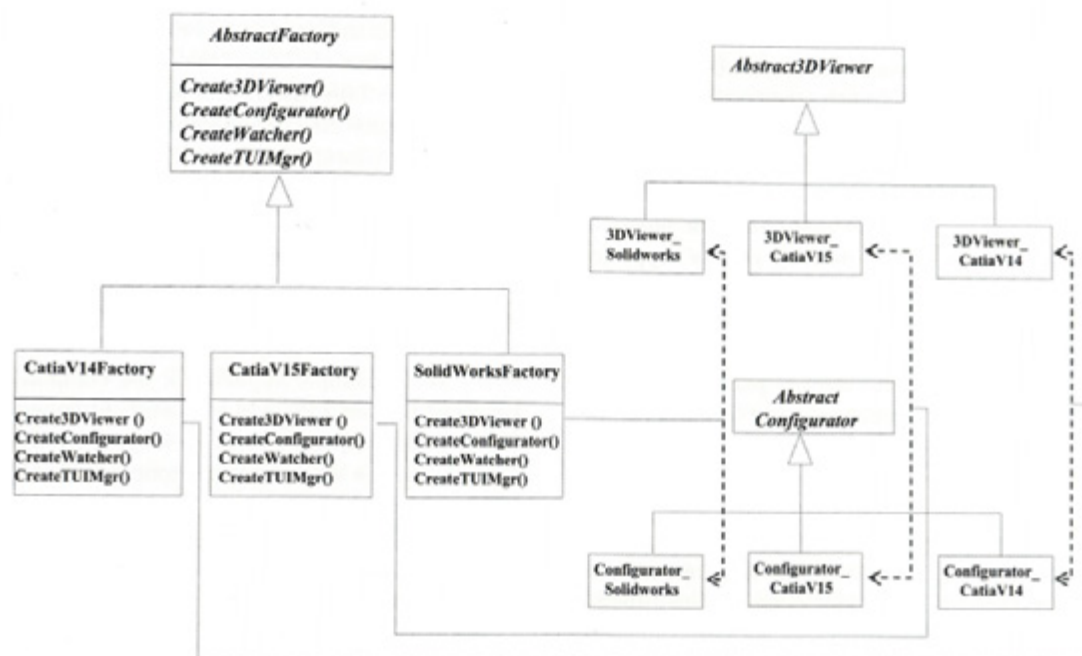 AbstractFactory
Create3DViewer()
CreateConfigurator()
CreateWatcher()
CreateTUIMgr()
Abstract3DViewer
3DViewer_
Solidworks
3DViewer_
CatiaV15
3DViewer_
CatiaV14
CatiaV14Factory
Create3DViewer ()
CreateConfigurator()
CreateWatcher()
CreateTUIMgr()
CatiaV15Factory
Create3DViewer ()
CreateConfigurator()
CreateWatcher()
CreateTUIMgr()
SolidWorksFactory
Create3DViewer ()
CreateConfigurator()
CreateWatcher()
CreateTUIMgr()
Abstract
Configurator
Configurator_
Solidworks
Configurator_
CatiaV15
Configurator_
CatiaV14